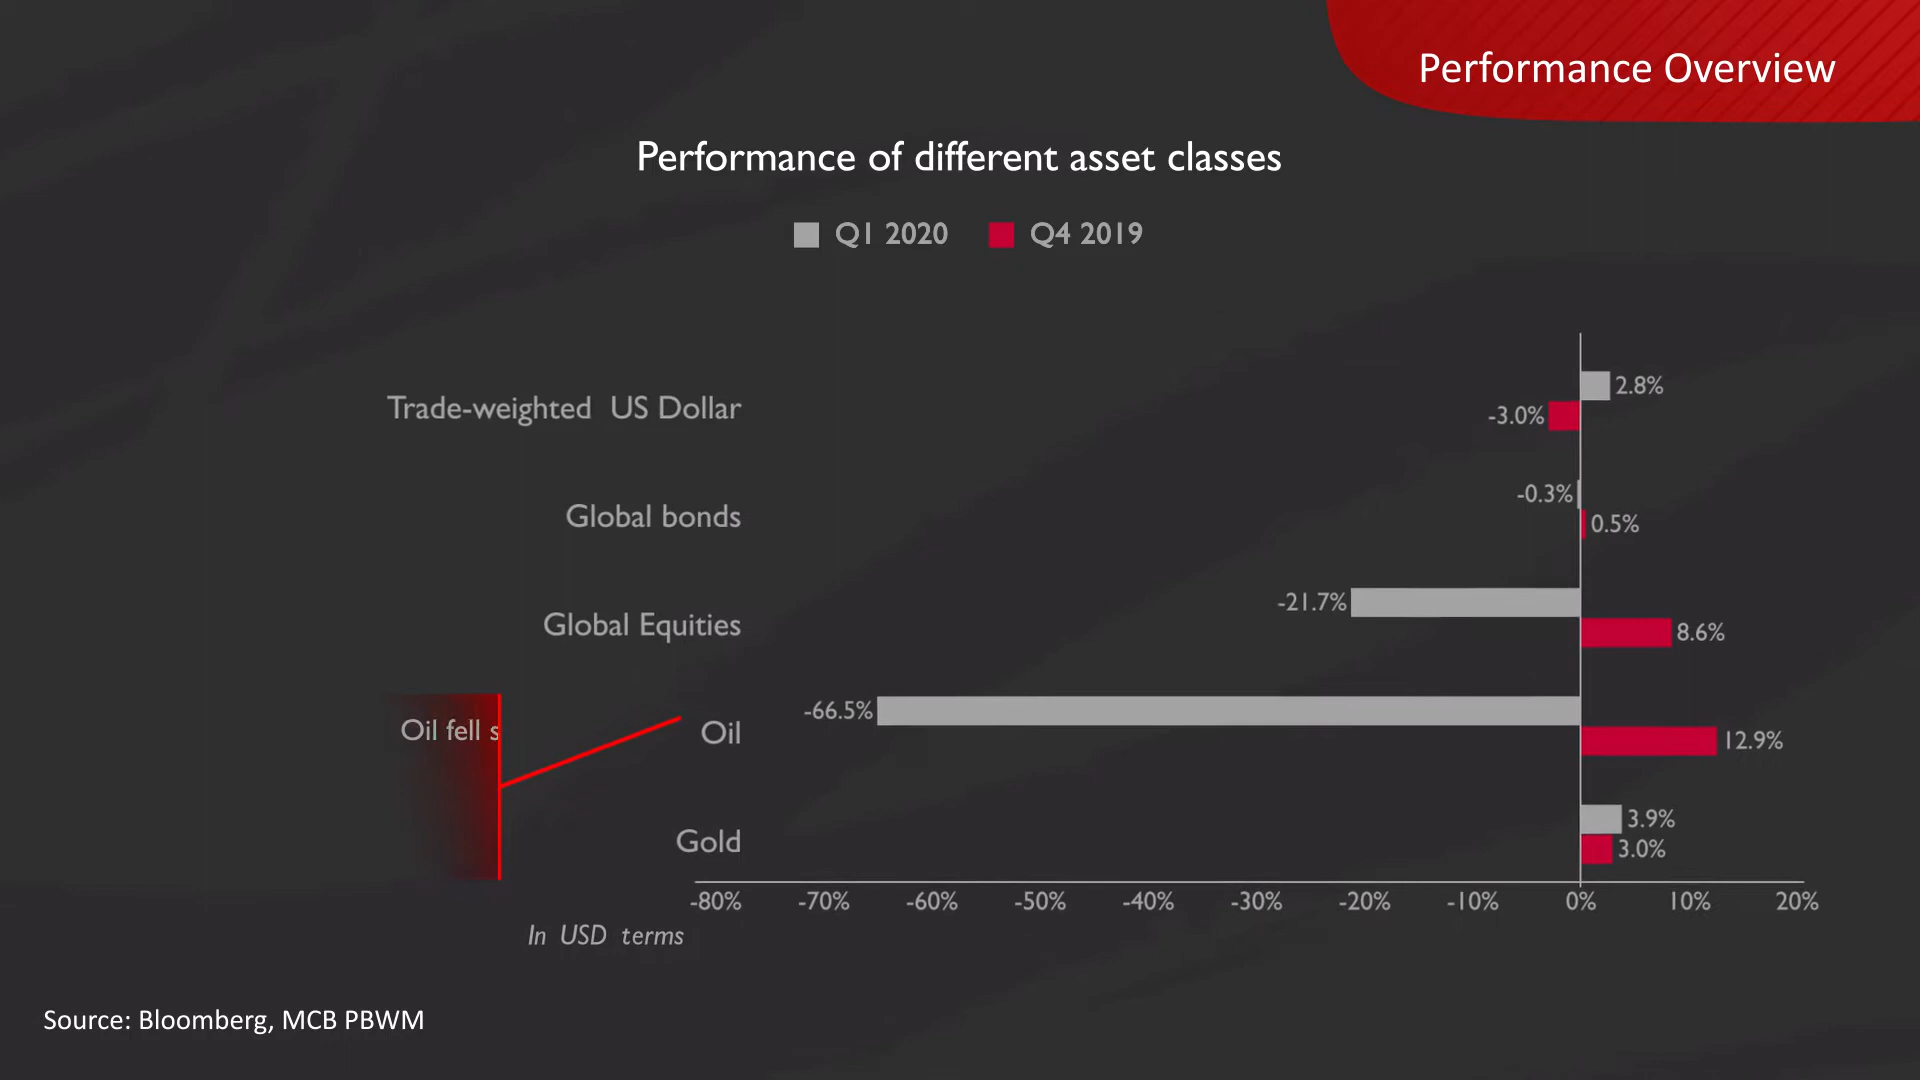 Performance Overview
Performance of different asset classes
Q1 2020 Q4 2019
Trade-weighted US Dollar
2.8%
-3.0%
Global bonds
-0.3%
0.5%
Global Equities
-21.7%
8.6%
Oil fell s
Oil
-66.5%
12.9%
Gold
3.9%
3.0%
-80% -70% -60% -50% -40% -30% -20% -10% 0% 10% 20%
In USD terms
Source: Bloomberg, MCB PBWM